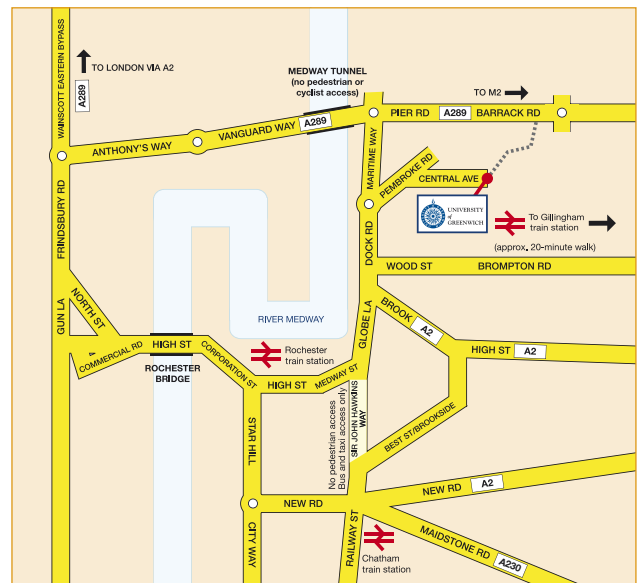 WAINSCOTT EASTERN BYPASS
A289
TO LONDON VIA A2
MEDWAY TUNNEL
(no pedestrian or
cyclist access)
TO M2
ANTHONY'S WAY
VANGUARD WAY
A289
PIER RD
A289
BARRACK RD
MARITIME WAY
PEMBROKE RD
CENTRAL AVE
UNIVERSITY
of
GREENWICH
To Gillingham
train station
(approx. 20-minute walk)
FRINDSBURY RD
DOCK RD
WOOD ST
BROMPTON RD
GUN LA
NORTH ST
COMMERCIAL RD
HIGH ST
ROCHESTER
BRIDGE
CORPORATION ST
RIVER MEDWAY
Rochester
train station
GLOBE LA
BROOK
A2
HIGH ST
A2
HIGH ST
MEDWAY ST
No pedestrian access
Bus and taxi access only
SIR JOHN HAWKINS
WAY
BEST ST/BROOKSIDE
STAR HILL
NEW RD
NEW RD
A2
CITY WAY
RAILWAY ST
MAIDSTONE RD
A230
Chatham
train station